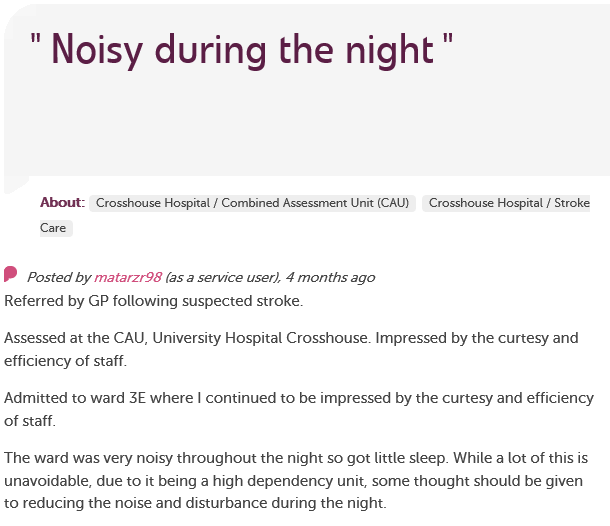 " Noisy during the night "
About: Crosshouse Hospital / Combined Assessment Unit (CAU) Crosshouse Hospital / Stroke
Care
Posted by matarzr98 (as a service user), 4 months ago
Referred by GP following suspected stroke.
Assessed at the CAU, University Hospital Crosshouse. Impressed by the curtesy and
efficiency of staff.
Admitted to ward 3E where I continued to be impressed by the curtesy and efficiency
of staff.
The ward was very noisy throughout the night so got little sleep. While a lot of this is
unavoidable, due to it being a high dependency unit, some thought should be given
to reducing the noise and disturbance during the night.